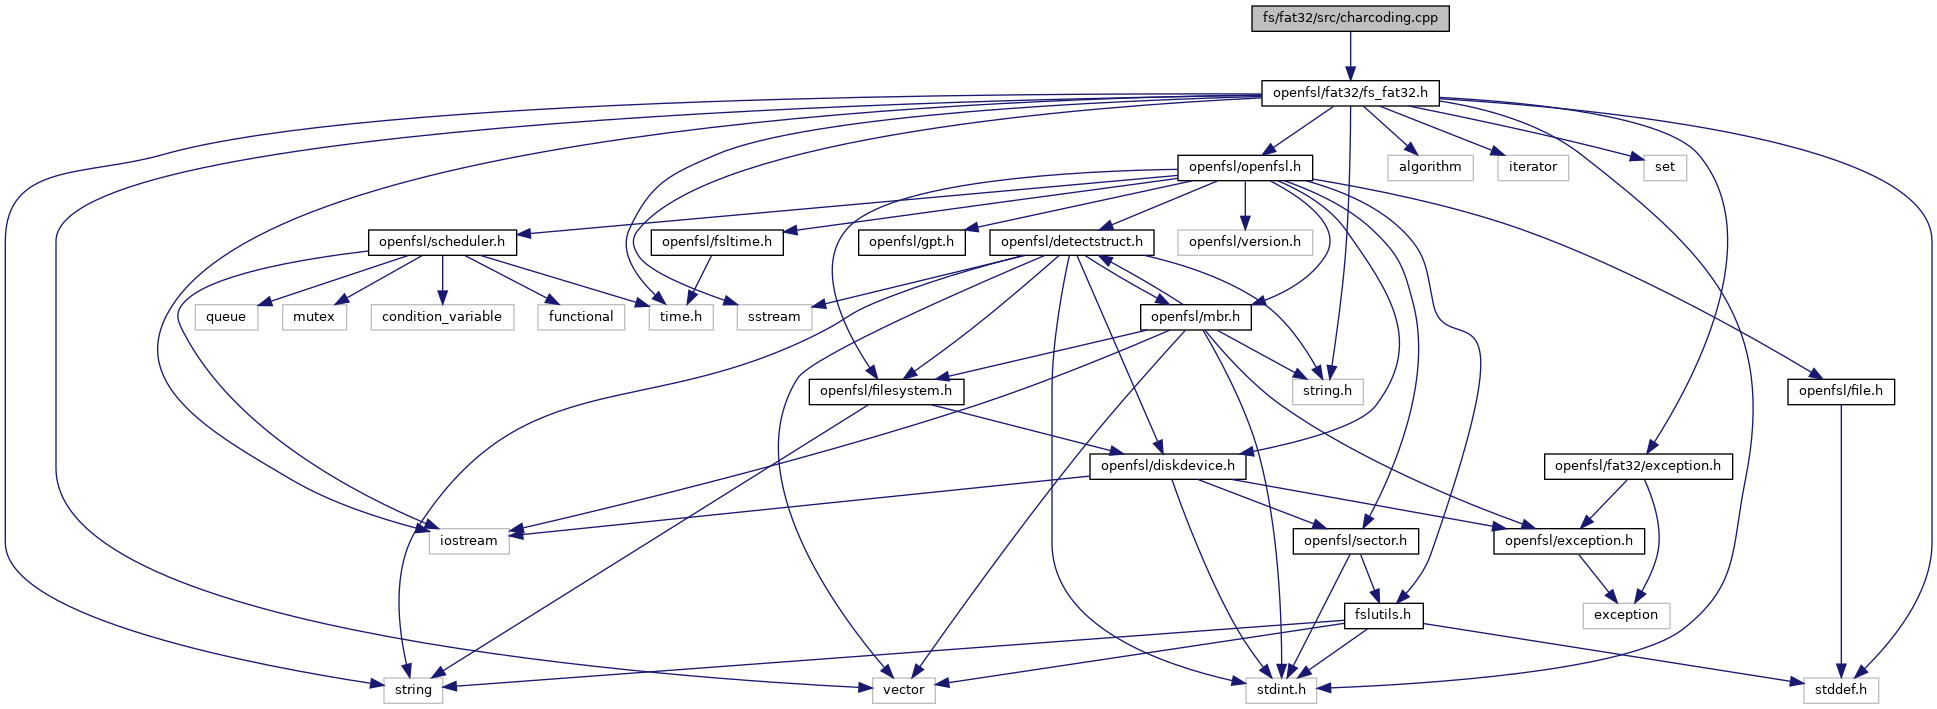 fs/fat32/src/charcoding.cpp
openfsl/fat32/fs_fat32.h
openfsl/openfsl.h
algorithm
iterator
set
openfsl/scheduler.h
openfsl/fsltime.h
openfsl/gpt.h
openfsl/detectstruct.h
openfsl/version.h
queue
mutex
condition_variable
functional
time.h
sstream
openfsl/mbr.h
openfsl/filesystem.h
string.h
openfsl/file.h
openfsl/diskdevice.h
openfsl/fat32/exception.h
iostream
openfsl/sector.h
openfsl/exception.h
fslutils.h
exception
string
vector
stdint.h
stddef.h